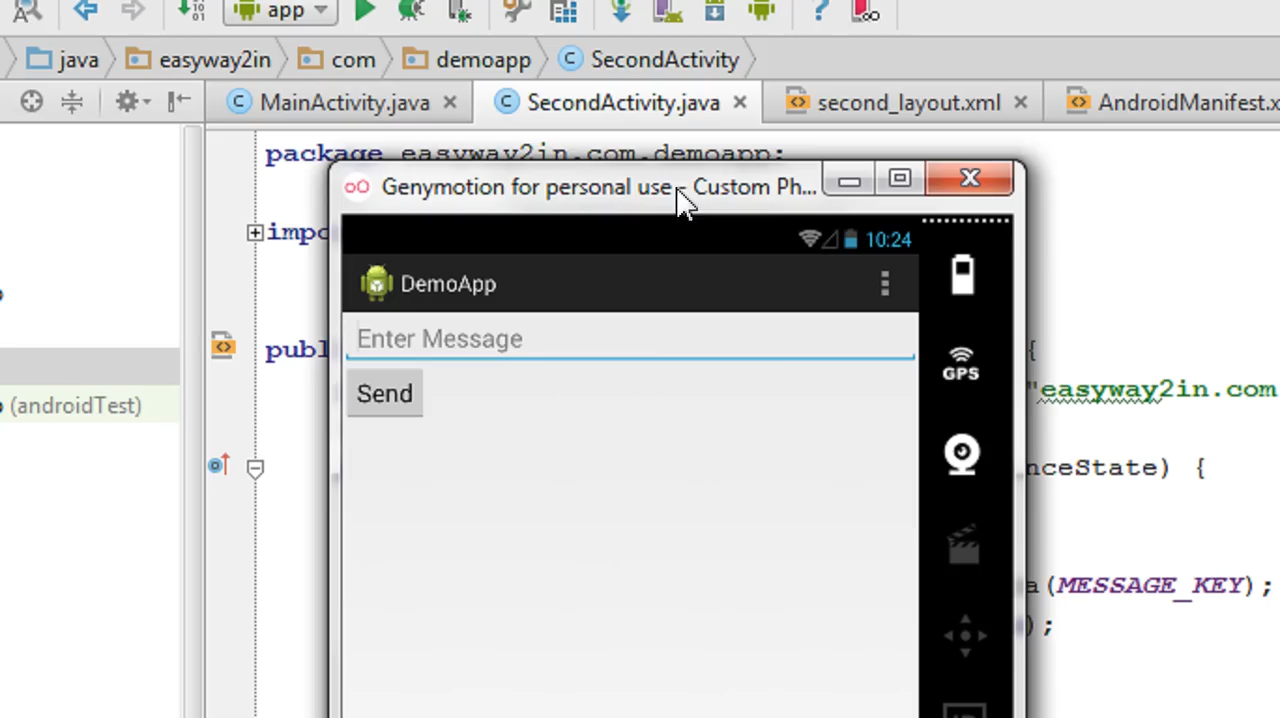 app
java easyway2in com demoapp SecondActivity
MainActivity.java SecondActivity.java second_layout.xml AndroidManifest.x
package easyway2in.com.demoapp;
Genymotion for personal use - Custom Ph...
impo
10:24
DemoApp
publ {
Enter Message
GPS
Send
"easyway2in.com
(androidTest)
nceState) {
a(MESSAGE_KEY);
);